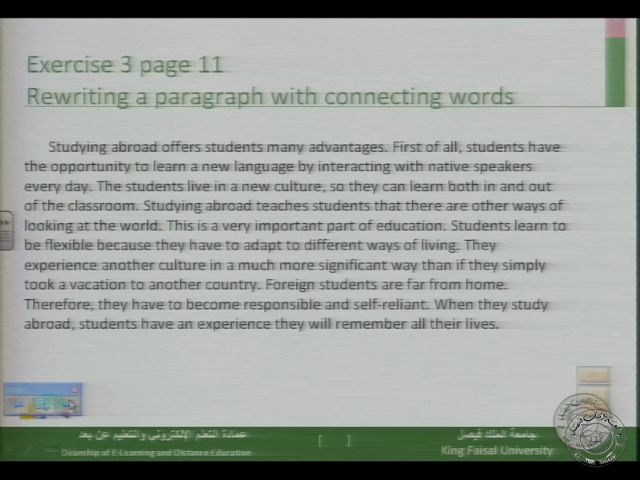 Exercise 3 page 11
Rewriting a paragraph with connecting words
Studying abroad offers students many advantages. First of all, students have
the opportunity to learn a new language by interacting with native speakers
every day. The students live in a new culture, so they can learn both in and out
of the classroom. Studying abroad teaches students that there are other ways of
looking at the world. This is a very important part of education. Students learn to
be flexible because they have to adapt to different ways of living. They
experience another culture in a much more significant way than if they simply
took a vacation to another country. Foreign students are far from home.
Therefore, they have to become responsible and self-reliant. When they study
abroad, students have an experience they will remember all their lives.
عمادة التعلم الإلكتروني والتعليم عن بعد
Deanship of E-Learning and Distance Education
[ ]
جامعة الملك فيصل
King Faisal University